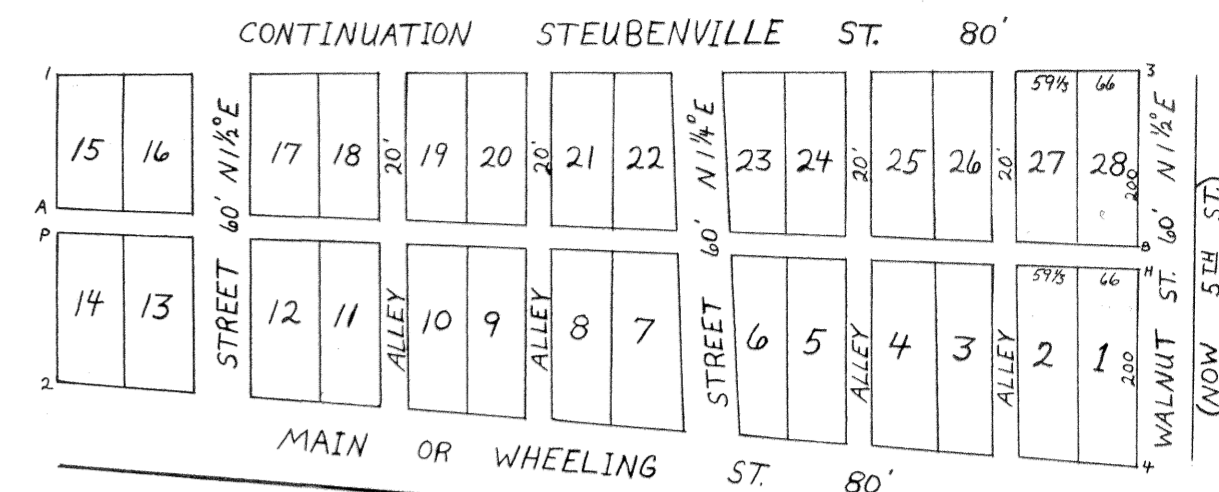 CONTINUATION STEUBENVILLE ST. 80'
1
3
59⅓ 66
15 16 17 18 19 20 21 22 23 24 25 26 27 28
200
STREET 60' N1½°E
20'
20'
STREET 60' N1¼°E
20'
20'
WALNUT ST. 60' N1½°E
(NOW 5TH ST.)
A
B
P
H
59⅓ 66
14 13 12 11 10 9 8 7 6 5 4 3 2 1
200
ALLEY
ALLEY
ALLEY
ALLEY
2
4
MAIN OR WHEELING ST. 80'